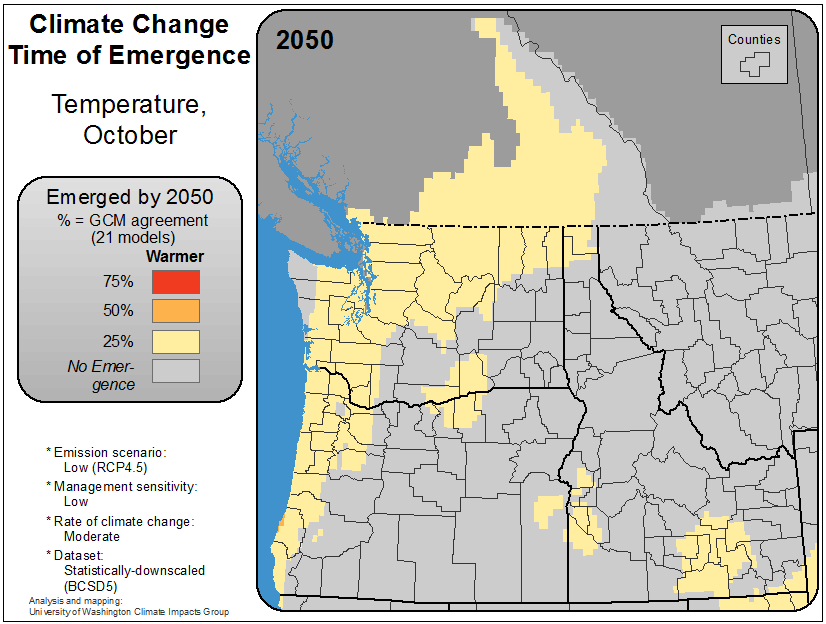 Climate Change
Time of Emergence
Temperature,
October
Emerged by 2050
% = GCM agreement
(21 models)
Warmer
75%
50%
25%
No Emer-
gence
* Emission scenario:
Low (RCP4.5)
* Management sensitivity:
Low
* Rate of climate change:
Moderate
* Dataset:
Statistically-downscaled
(BCSD5)
Analysis and mapping:
University of Washington Climate Impacts Group
2050
Counties